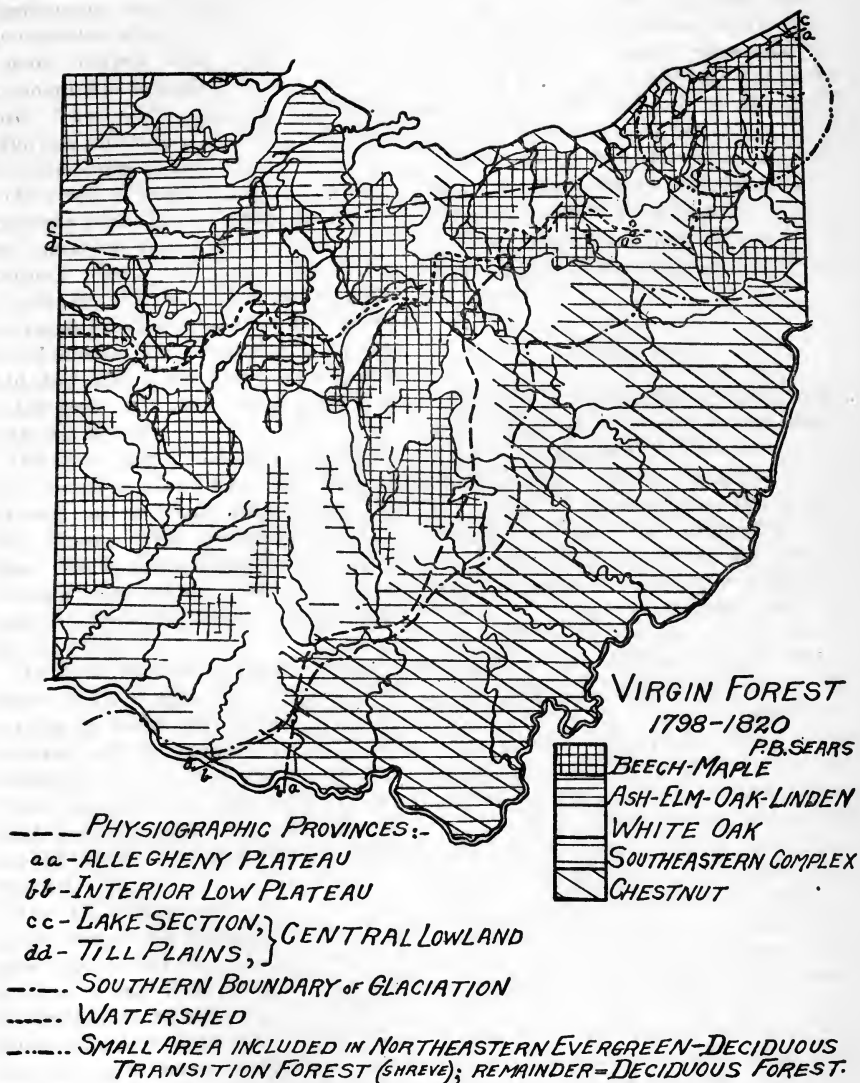 c
a
c
d
d
b
b
a
VIRGIN FOREST
1798-1820
P.B.SEARS
BEECH-MAPLE
ASH-ELM-OAK-LINDEN
WHITE OAK
SOUTHEASTERN COMPLEX
CHESTNUT
PHYSIOGRAPHIC PROVINCES:-
aa-ALLEGHENY PLATEAU
bb-INTERIOR LOW PLATEAU
cc-LAKE SECTION, } CENTRAL LOWLAND
dd-TILL PLAINS,
SOUTHERN BOUNDARY OF GLACIATION
WATERSHED
SMALL AREA INCLUDED IN NORTHEASTERN EVERGREEN-DECIDUOUS
TRANSITION FOREST (SHREVE); REMAINDER=DECIDUOUS FOREST.